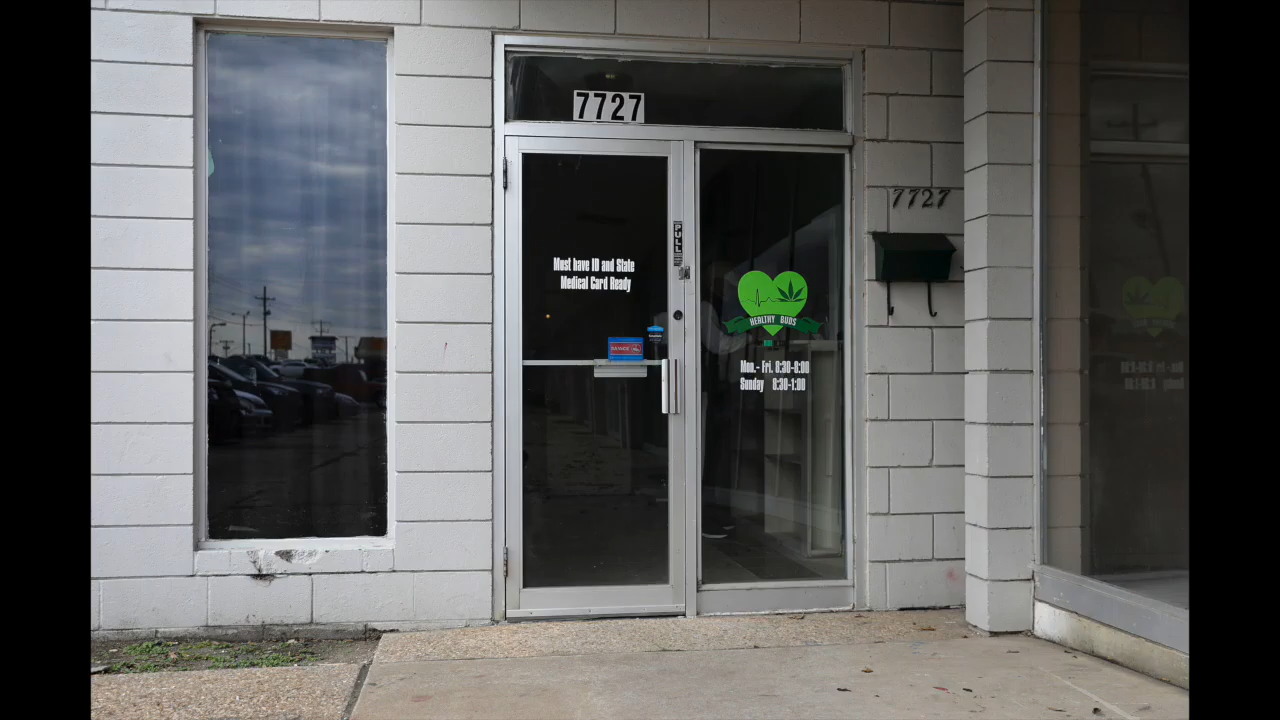 7727
7727
PULL
Must have ID and State
Medical Card Ready
HEALTHY BUDS
Mon.- Fri. 8:30-6:00
Sunday 8:30-1:00